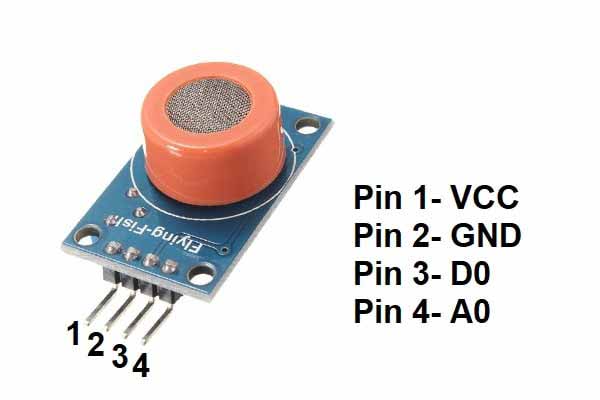 Flying-Fish
Pin 1- VCC
Pin 2- GND
Pin 3- D0
Pin 4- A0
1
2
3
4